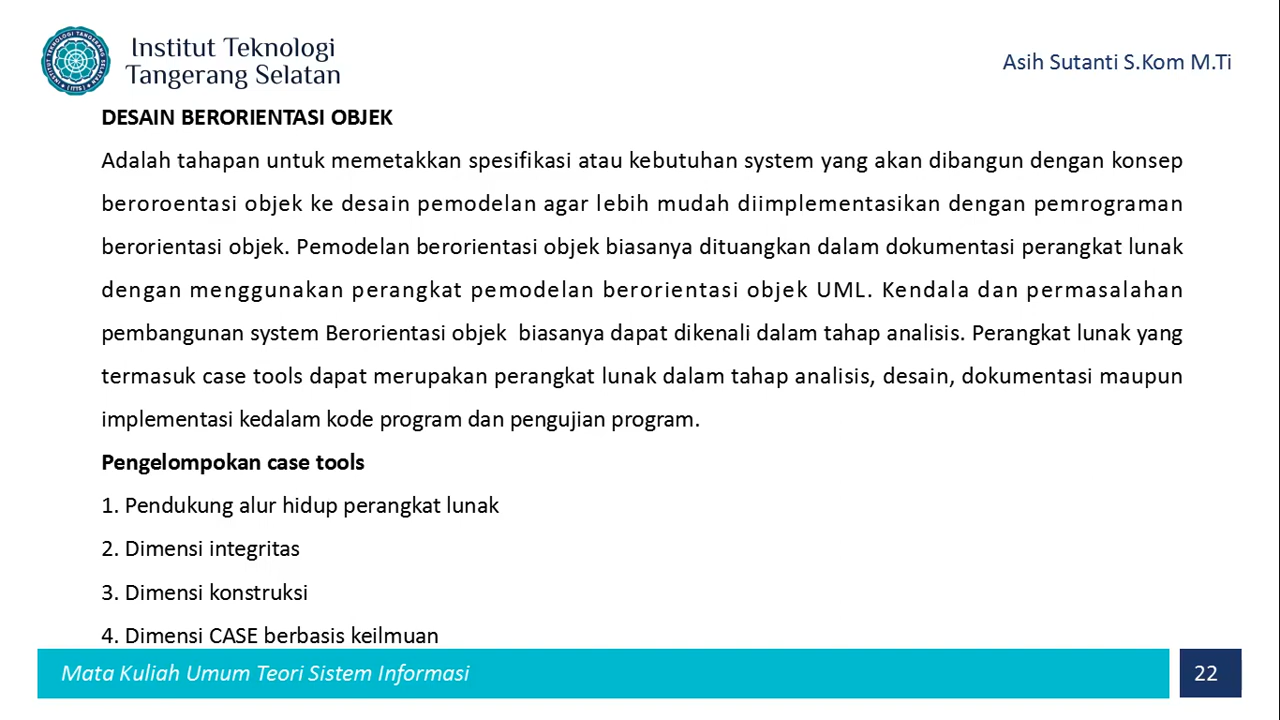 Institut Teknologi
Tangerang Selatan
Asih Sutanti S.Kom M.Ti
DESAIN BERORIENTASI OBJEK
Adalah tahapan untuk memetakkan spesifikasi atau kebutuhan system yang akan dibangun dengan konsep
beroroentasi objek ke desain pemodelan agar lebih mudah diimplementasikan dengan pemrograman
berorientasi objek. Pemodelan berorientasi objek biasanya dituangkan dalam dokumentasi perangkat lunak
dengan menggunakan perangkat pemodelan berorientasi objek UML. Kendala dan permasalahan
pembangunan system Berorientasi objek  biasanya dapat dikenali dalam tahap analisis. Perangkat lunak yang
termasuk case tools dapat merupakan perangkat lunak dalam tahap analisis, desain, dokumentasi maupun
implementasi kedalam kode program dan pengujian program.
Pengelompokan case tools
1. Pendukung alur hidup perangkat lunak
2. Dimensi integritas
3. Dimensi konstruksi
4. Dimensi CASE berbasis keilmuan
Mata Kuliah Umum Teori Sistem Informasi
22